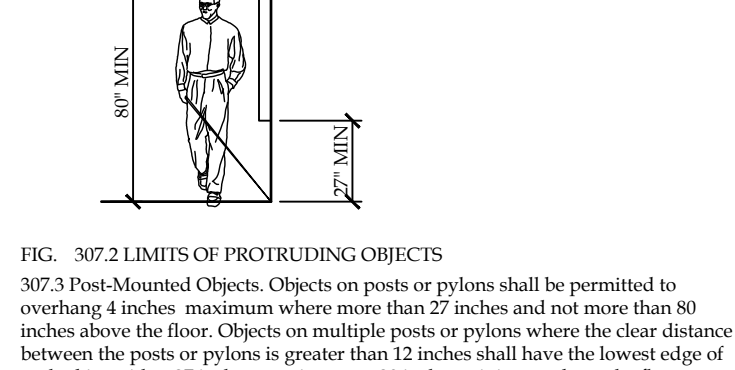 80" MIN
27" MIN
FIG. 307.2 LIMITS OF PROTRUDING OBJECTS
307.3 Post-Mounted Objects. Objects on posts or pylons shall be permitted to
overhang 4 inches maximum where more than 27 inches and not more than 80
inches above the floor. Objects on multiple posts or pylons where the clear distance
between the posts or pylons is greater than 12 inches shall have the lowest edge of